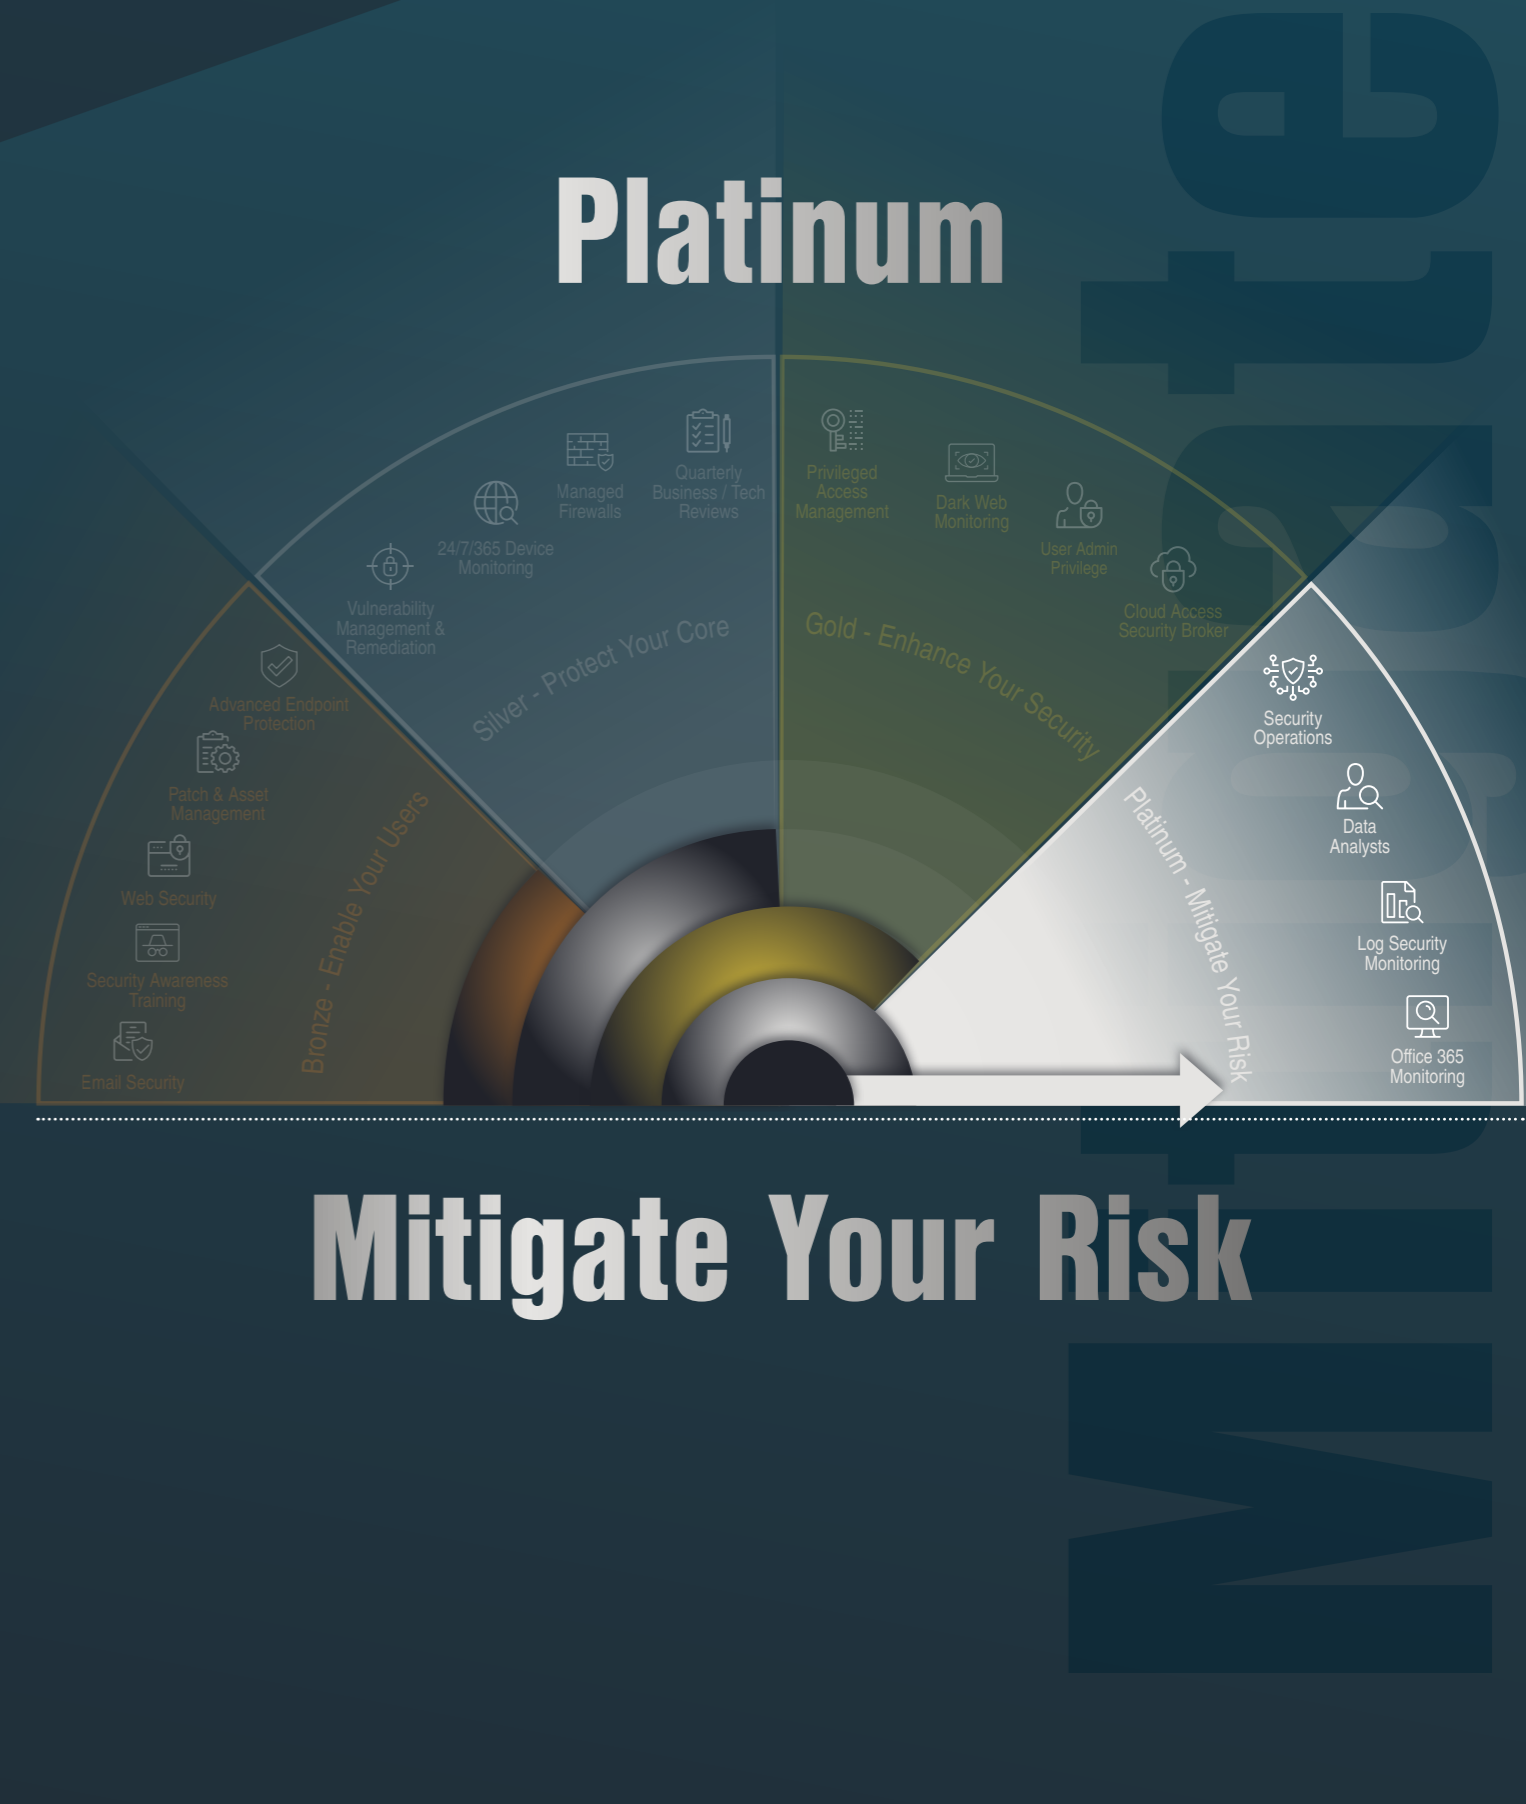 Platinum
Quarterly
Business / Tech
Reviews
Managed
Firewalls
24/7/365 Device
Monitoring
Vulnerability
Management &
Remediation
Silver - Protect Your Core
Privileged
Access
Management
Dark Web
Monitoring
User Admin
Privilege
Cloud Access
Security Broker
Gold - Enhance Your Security
Advanced Endpoint
Protection
Patch & Asset
Management
Web Security
Security Awareness
Training
Email Security
Bronze - Enable Your Users
Security
Operations
Data
Analysts
Log Security
Monitoring
Office 365
Monitoring
Platinum - Mitigate Your Risk
Mitigate Your Risk
Mitigate